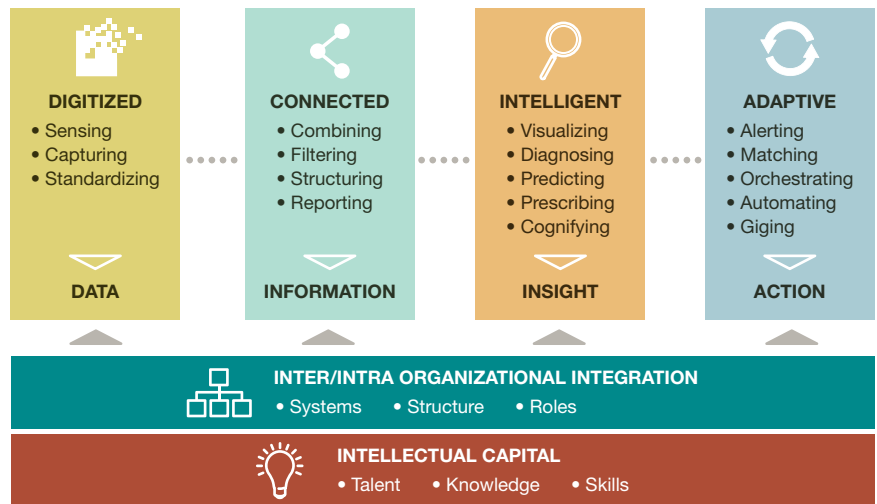 DIGITIZED
• Sensing
• Capturing
• Standardizing
DATA
CONNECTED
• Combining
• Filtering
• Structuring
• Reporting
INFORMATION
INTELLIGENT
• Visualizing
• Diagnosing
• Predicting
• Prescribing
• Cognifying
INSIGHT
ADAPTIVE
• Alerting
• Matching
• Orchestrating
• Automating
• Giging
ACTION
INTER/INTRA ORGANIZATIONAL INTEGRATION
• Systems • Structure • Roles
INTELLECTUAL CAPITAL
• Talent • Knowledge • Skills